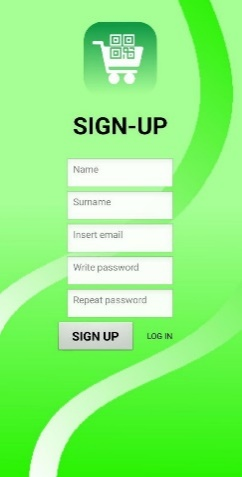 SIGN-UP
Name
Surname
Insert email
Write password
Repeat password
SIGN UP LOG IN